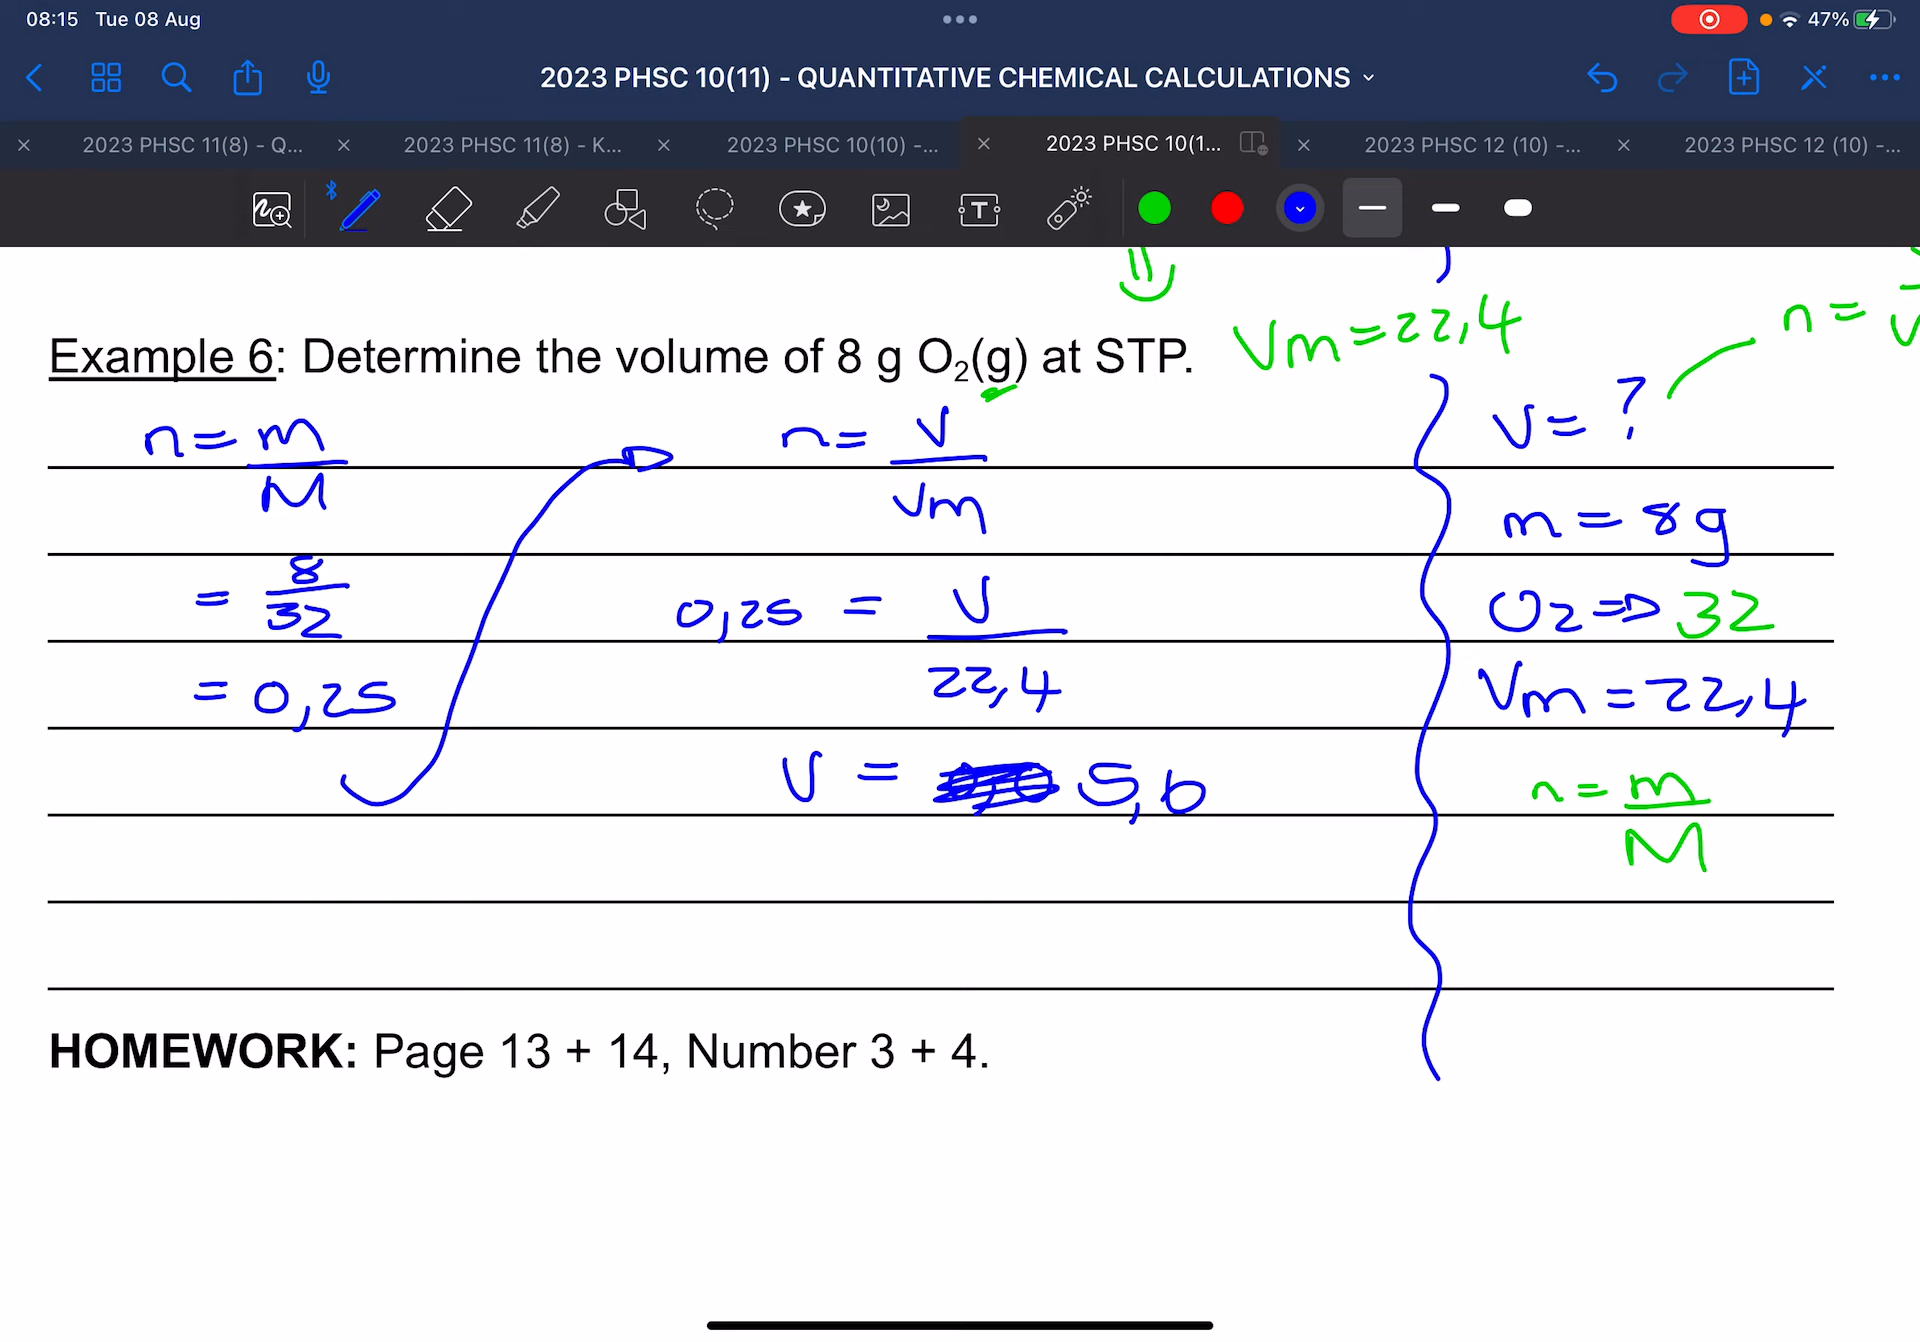 08:15 Tue 08 Aug
47%
2023 PHSC 10(11) - QUANTITATIVE CHEMICAL CALCULATIONS
2023 PHSC 11(8) - Q...
2023 PHSC 11(8) - K...
2023 PHSC 10(10) -...
2023 PHSC 10(1...
2023 PHSC 12 (10) -...
2023 PHSC 12 (10) -...
Vm = 22,4
n =
Example 6: Determine the volume of 8 g O₂(g) at STP.
n = m/M
= 8/32
= 0,25
n = V/Vm
0,25 = V/22,4
V = 5,6
V = ?
m = 8g
O2 ⇒ 32
Vm = 22,4
n = m/M
HOMEWORK: Page 13 + 14, Number 3 + 4.